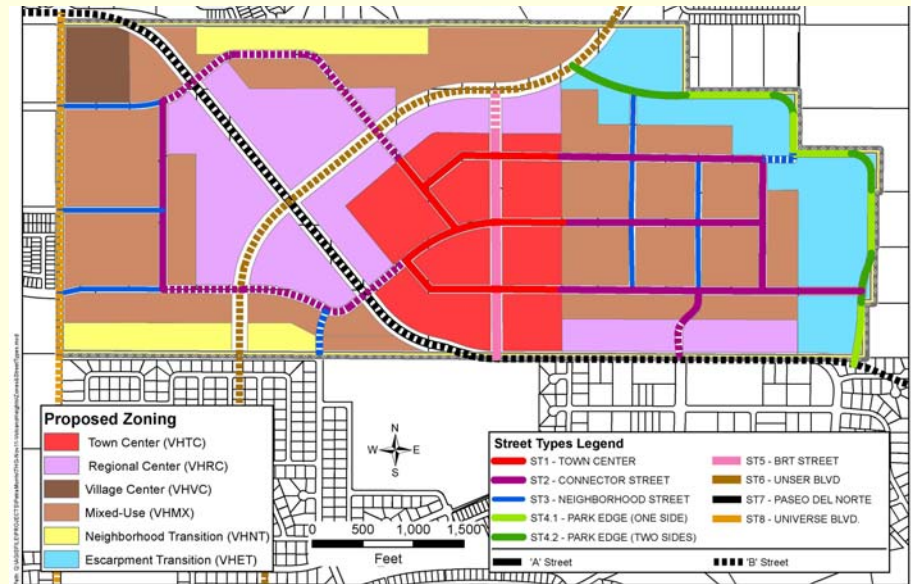 Proposed Zoning
Town Center (VHTC)
Regional Center (VHRC)
Village Center (VHVC)
Mixed-Use (VHMX)
Neighborhood Transition (VHNT)
Escarpment Transition (VHET)
N
W E
S
0 500 1,000 1,500
Feet
Street Types Legend
ST1 - TOWN CENTER
ST2 - CONNECTOR STREET
ST3 - NEIGHBORHOOD STREET
ST4.1 - PARK EDGE (ONE SIDE)
ST4.2 - PARK EDGE (TWO SIDES)
ST5 - BRT STREET
ST6 - UNSER BLVD
ST7 - PASEO DEL NORTE
ST8 - UNIVERSE BLVD.
'A' Street
'B' Street